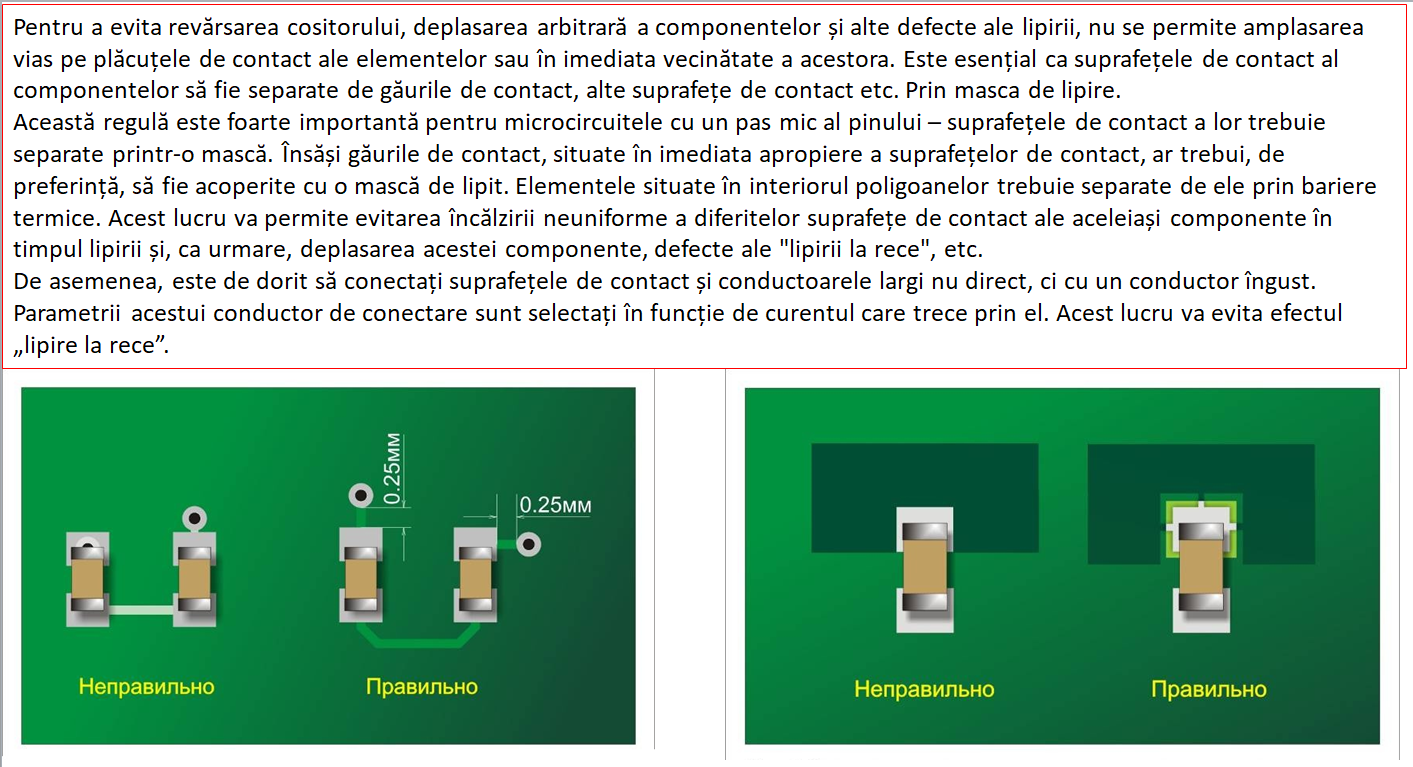 Pentru a evita revărsarea cositorului, deplasarea arbitrară a componentelor și alte defecte ale lipirii, nu se permite amplasarea
vias pe plăcuțele de contact ale elementelor sau în imediata vecinătate a acestora. Este esențial ca suprafețele de contact al
componentelor să fie separate de găurile de contact, alte suprafețe de contact etc. Prin masca de lipire.
Această regulă este foarte importantă pentru microcircuitele cu un pas mic al pinului – suprafețele de contact a lor trebuie
separate printr-o mască. Însăși găurile de contact, situate în imediata apropiere a suprafețelor de contact, ar trebui, de
preferință, să fie acoperite cu o mască de lipit. Elementele situate în interiorul poligoanelor trebuie separate de ele prin bariere
termice. Acest lucru va permite evitarea încălzirii neuniforme a diferitelor suprafețe de contact ale aceleiași componente în
timpul lipirii și, ca urmare, deplasarea acestei componente, defecte ale "lipirii la rece", etc.
De asemenea, este de dorit să conectați suprafețele de contact și conductoarele largi nu direct, ci cu un conductor îngust.
Parametrii acestui conductor de conectare sunt selectați în funcție de curentul care trece prin el. Acest lucru va evita efectul
„lipire la rece”.
0.25мм
0.25мм
Неправильно
Правильно
Неправильно
Правильно